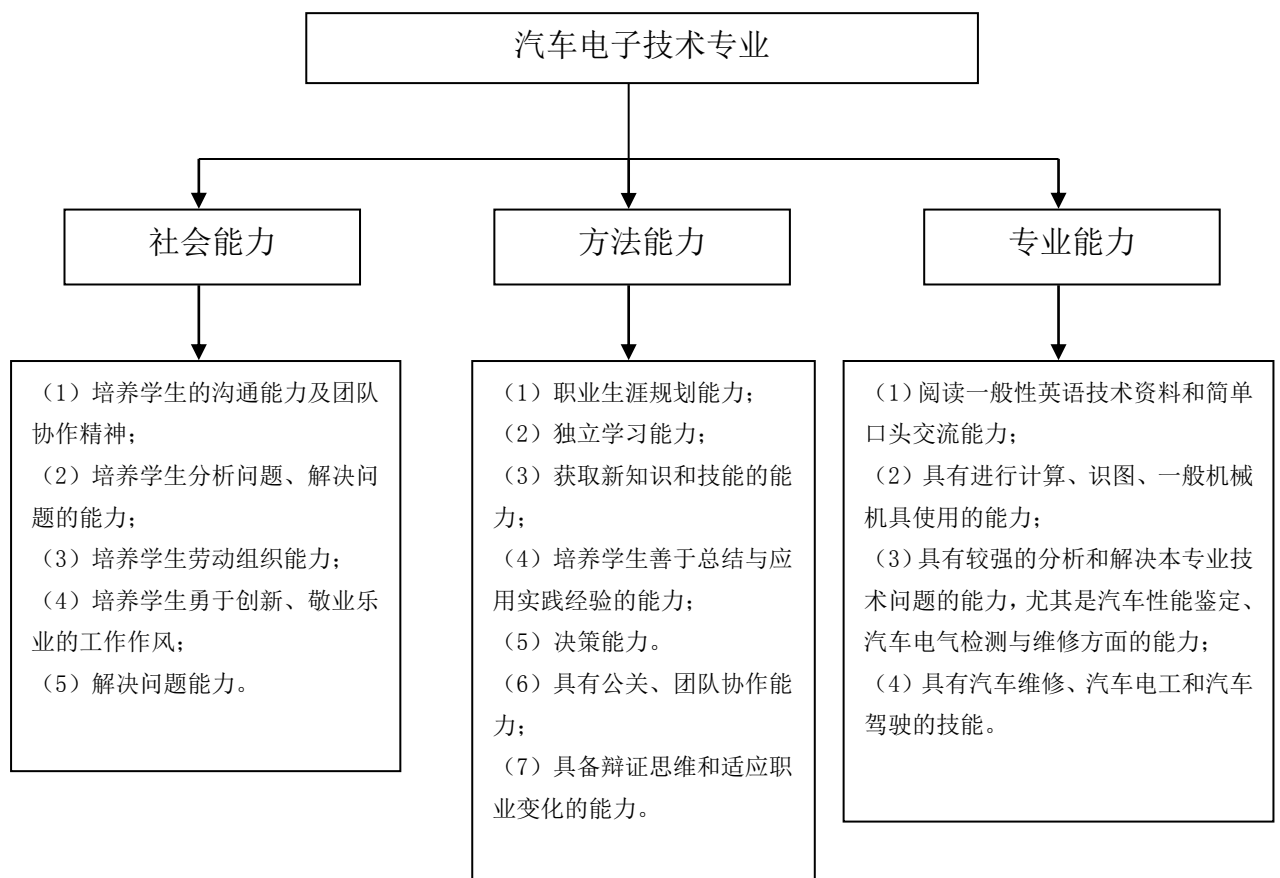 汽车电子技术专业
社会能力
方法能力
专业能力
（1）培养学生的沟通能力及团队
协作精神；
（2）培养学生分析问题、解决问
题的能力；
（3）培养学生劳动组织能力；
（4）培养学生勇于创新、敬业乐
业的工作作风；
（5）解决问题能力。
（1）职业生涯规划能力；
（2）独立学习能力；
（3）获取新知识和技能的能
力；
（4）培养学生善于总结与应
用实践经验的能力；
（5）决策能力。
（6）具有公关、团队协作能
力；
（7）具备辩证思维和适应职
业变化的能力。
（1）阅读一般性英语技术资料和简单
口头交流能力；
（2）具有进行计算、识图、一般机械
机具使用的能力；
（3）具有较强的分析和解决本专业技
术问题的能力，尤其是汽车性能鉴定、
汽车电气检测与维修方面的能力；
（4）具有汽车维修、汽车电工和汽车
驾驶的技能。